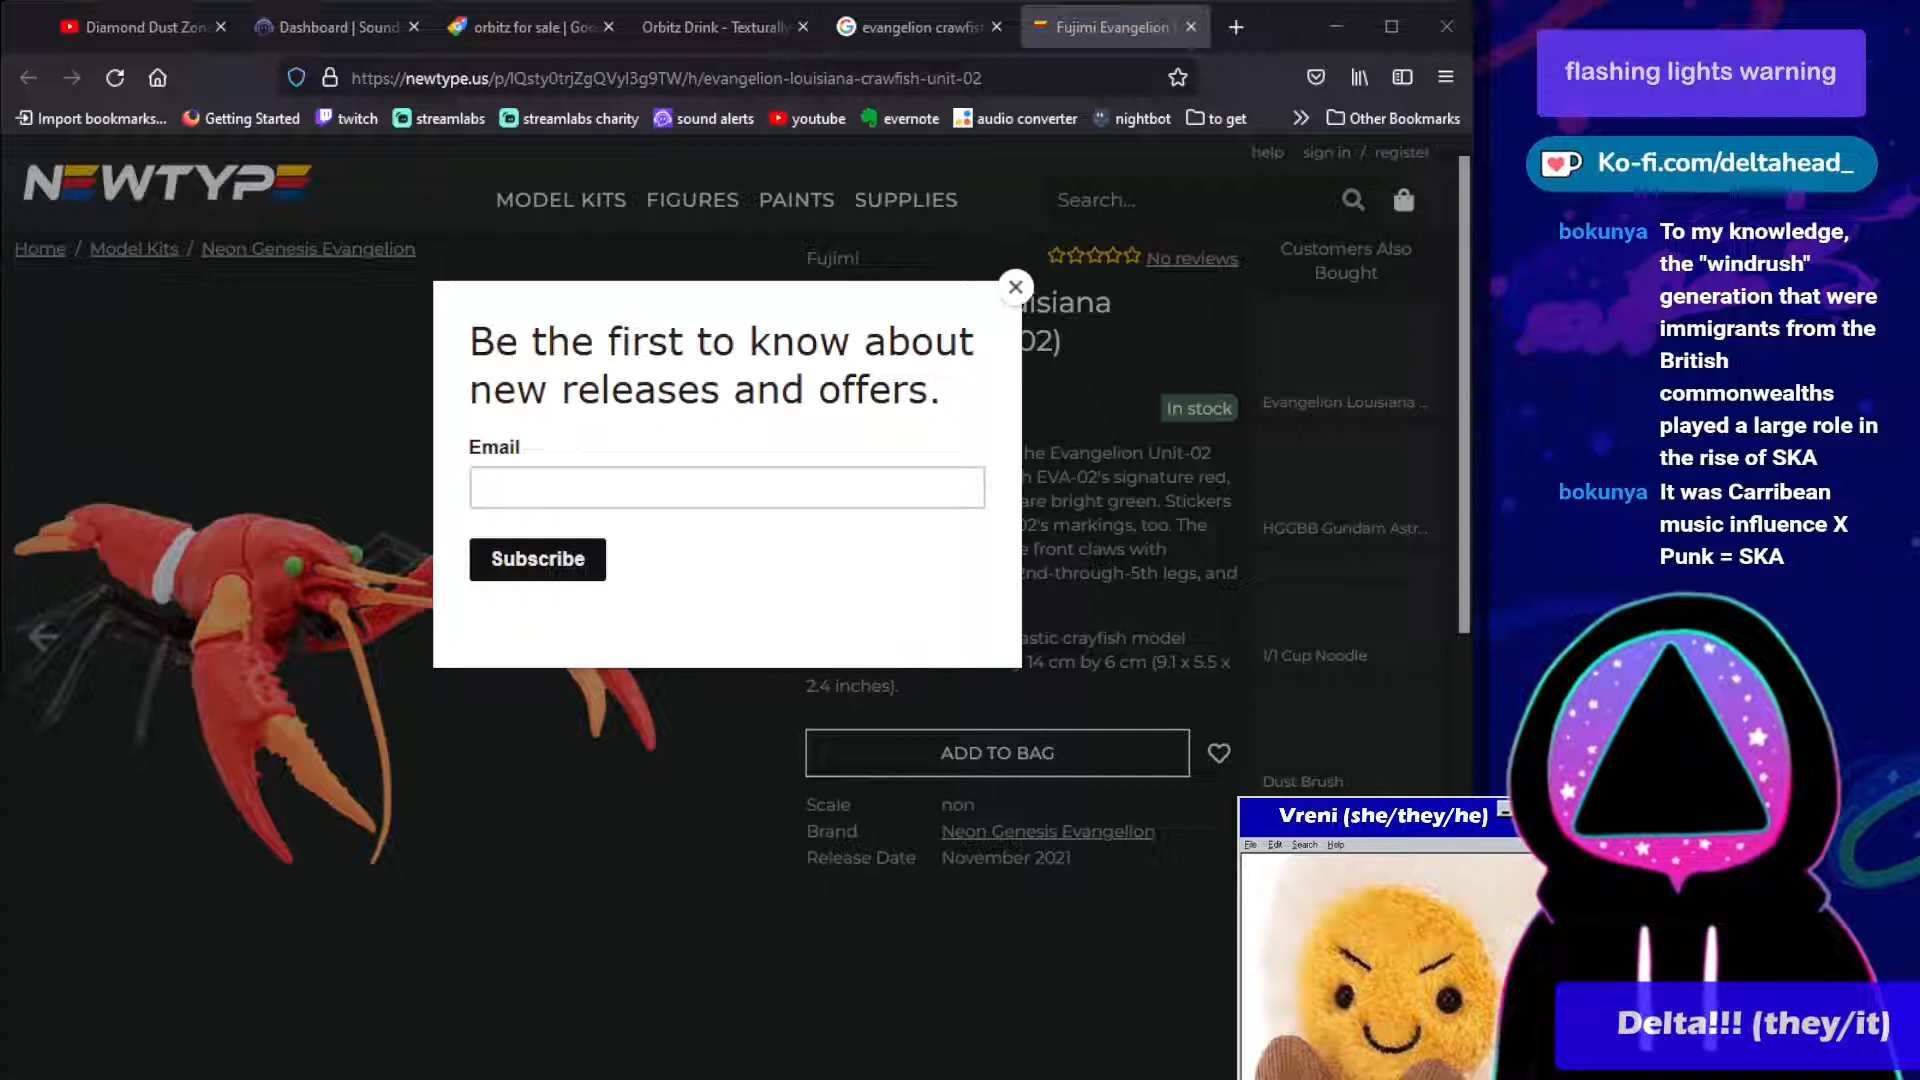 Diamond Dust Zon
Dashboard | Sound
orbitz for sale | Goo
Orbitz Drink - Texturally
evangelion crawfis
Fujimi Evangelion
https://newtype.us/p/lQsty0trjZgQVyI3g9TW/h/evangelion-louisiana-crawfish-unit-02
Import bookmarks...
Getting Started
twitch
streamlabs
streamlabs charity
sound alerts
youtube
evernote
audio converter
nightbot
to get
Other Bookmarks
help sign in / register
NEWTYPE
MODEL KITS FIGURES PAINTS SUPPLIES
Search...
Home / Model Kits / Neon Genesis Evangelion
Fujimi
No reviews
Customers Also
Bought
isiana
02)
In stock
Be the first to know about
new releases and offers.
Email
Subscribe
he Evangelion Unit-02
h EVA-02's signature red,
are bright green. Stickers
02's markings, too. The
e front claws with
2nd-through-5th legs, and
astic crayfish model
14 cm by 6 cm (9.1 x 5.5 x
2.4 inches).
ADD TO BAG
Scale non
Brand Neon Genesis Evangelion
Release Date November 2021
Evangelion Louisiana ...
HGGBB Gundam Astr...
1/1 Cup Noodle
Dust Brush
flashing lights warning
Ko-fi.com/deltahead_
bokunya To my knowledge,
the "windrush"
generation that were
immigrants from the
British
commonwealths
played a large role in
the rise of SKA
bokunya It was Carribean
music influence X
Punk = SKA
Vreni (she/they/he)
File Edit Search Help
Delta!!! (they/it)